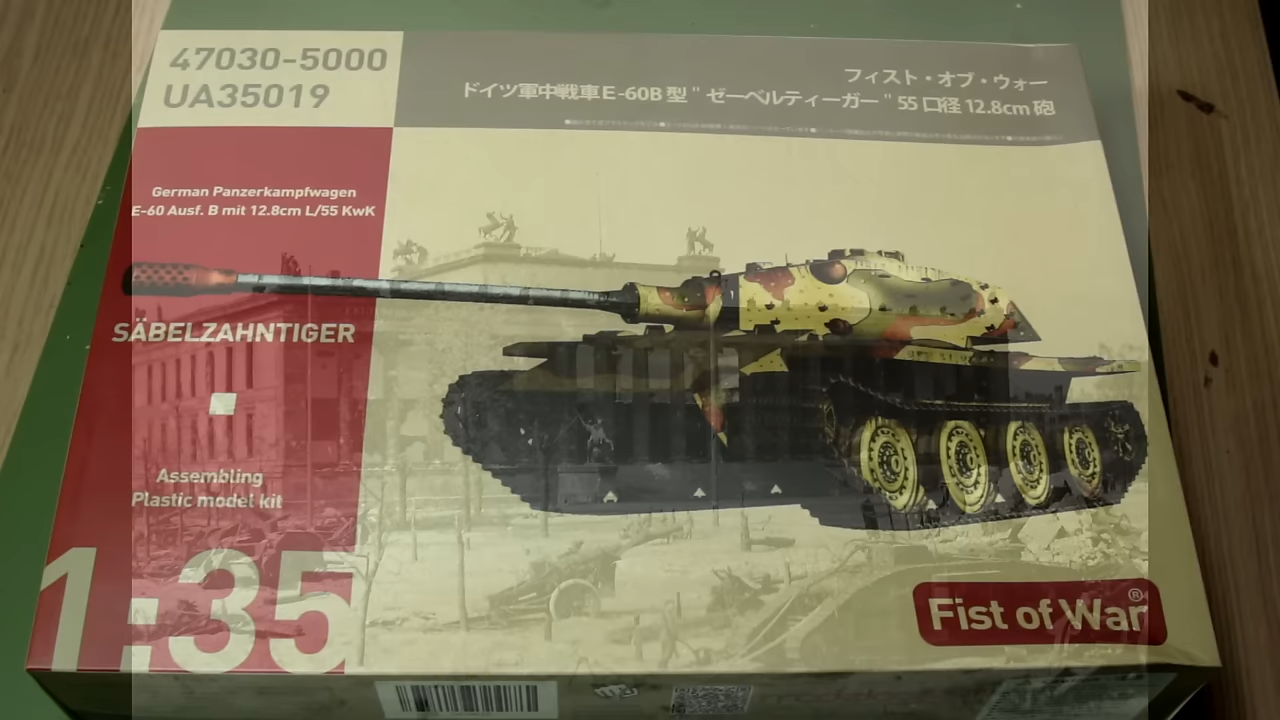 47030-5000
UA35019
フィスト・オブ・ウォー
ドイツ軍中戦車E-60B型"ゼーベルティーガー"55口径12.8cm砲
German Panzerkampfwagen
E-60 Ausf. B mit 12.8cm L/55 KwK
SÄBELZAHNTIGER
Assembling
Plastic model kit
1:35
Fist of War®